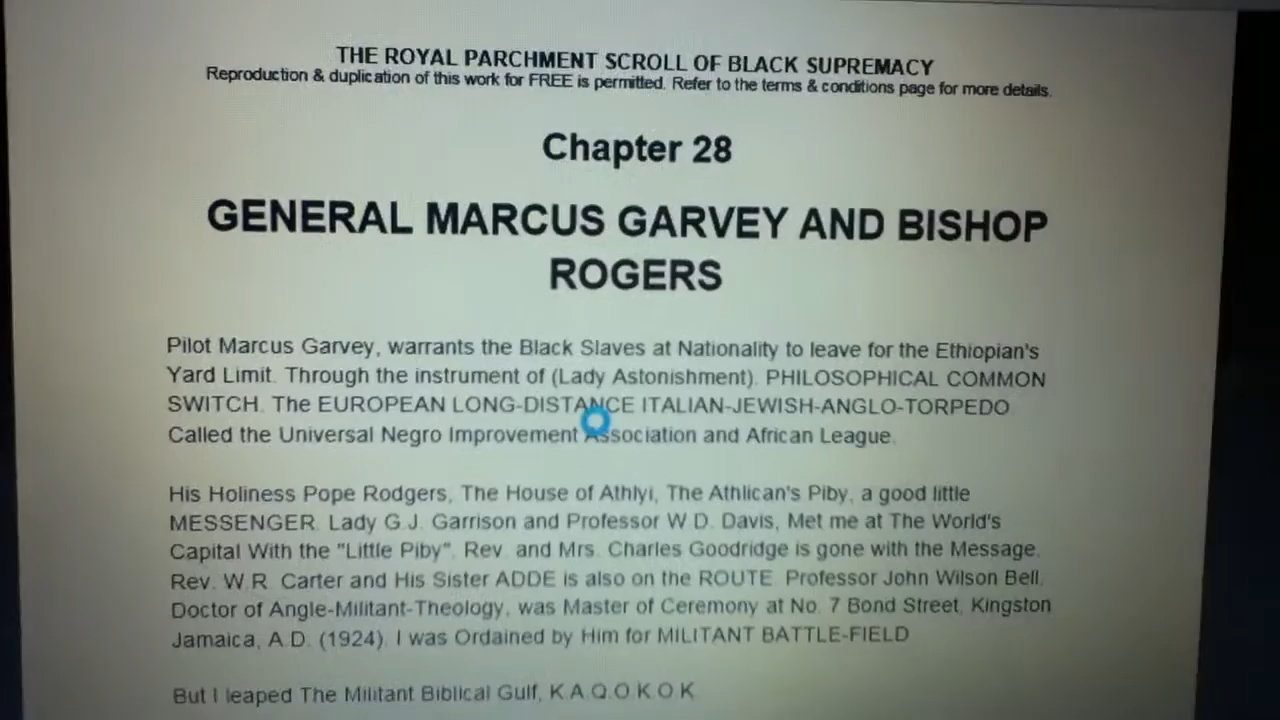 THE ROYAL PARCHMENT SCROLL OF BLACK SUPREMACY
Reproduction & duplication of this work for FREE is permitted. Refer to the terms & conditions page for more details.
Chapter 28
GENERAL MARCUS GARVEY AND BISHOP
ROGERS
Pilot Marcus Garvey, warrants the Black Slaves at Nationality to leave for the Ethiopian's
Yard Limit. Through the instrument of (Lady Astonishment). PHILOSOPHICAL COMMON
SWITCH. The EUROPEAN LONG-DISTANCE ITALIAN-JEWISH-ANGLO-TORPEDO
Called the Universal Negro Improvement Association and African League.
His Holiness Pope Rodgers, The House of Athlyi, The Athlican's Piby, a good little
MESSENGER. Lady G.J. Garrison and Professor W.D. Davis, Met me at The World's
Capital With the "Little Piby". Rev. and Mrs. Charles Goodridge is gone with the Message.
Rev. W.R. Carter and His Sister ADDE is also on the ROUTE. Professor John Wilson Bell,
Doctor of Angle-Militant-Theology, was Master of Ceremony at No. 7 Bond Street, Kingston
Jamaica, A.D. (1924). I was Ordained by Him for MILITANT BATTLE-FIELD
But I leaped The Militant Biblical Gulf, K.A.Q.O.K.O.K.